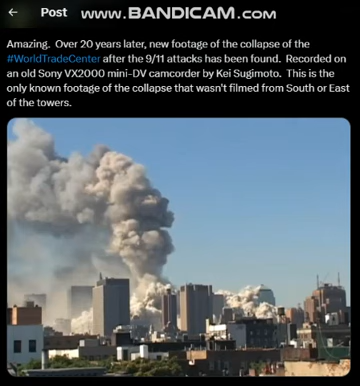 Post
www.BANDICAM.com
Amazing. Over 20 years later, new footage of the collapse of the
#WorldTradeCenter after the 9/11 attacks has been found. Recorded on
an old Sony VX2000 mini-DV camcorder by Kei Sugimoto. This is the
only known footage of the collapse that wasn't filmed from South or East
of the towers.